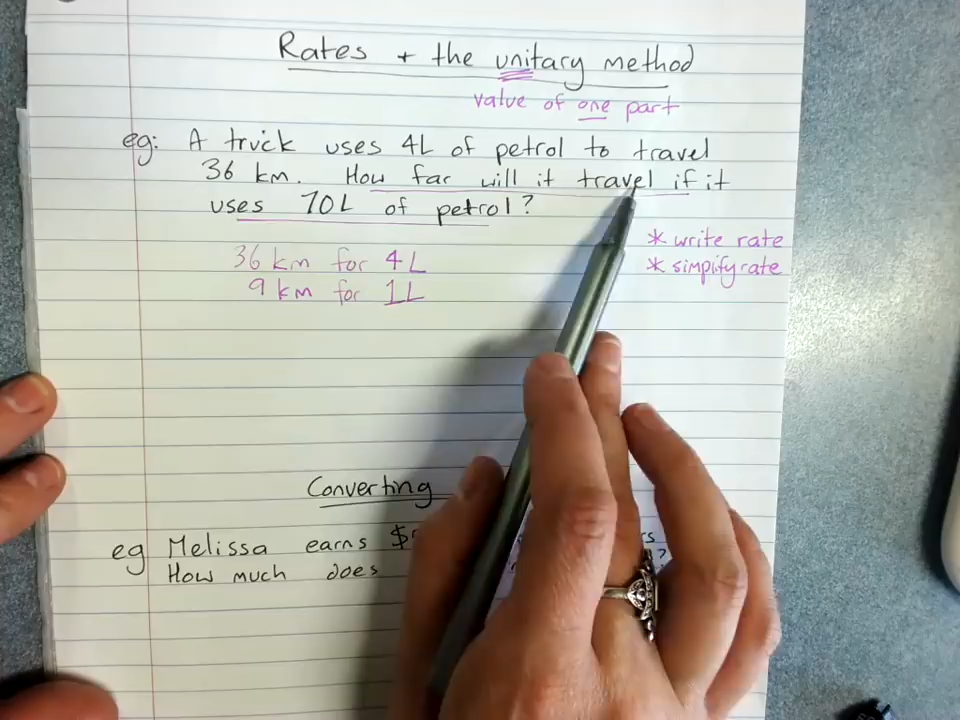 Rates + the unitary method
value of one part
eg: A truck uses 4L of petrol to travel
36 km. How far will it travel if it
uses 70L of petrol?
* write rate
* simplify rate
36 km for 4L
9 km for 1L
Converting
eg Melissa earns $
How much does